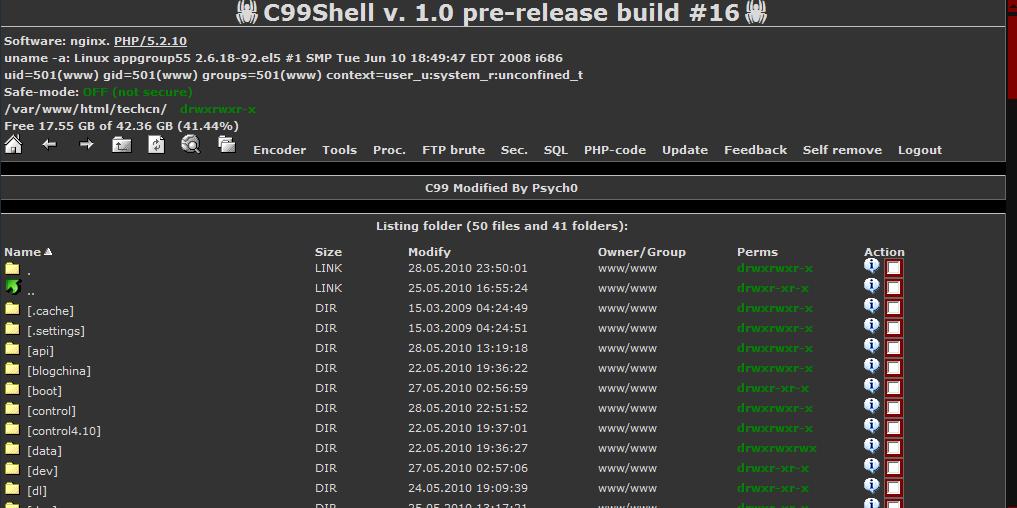 C99Shell v. 1.0 pre-release build #16
Software: nginx. PHP/5.2.10
uname -a: Linux appgroup55 2.6.18-92.el5 #1 SMP Tue Jun 10 18:49:47 EDT 2008 i686
uid=501(www) gid=501(www) groups=501(www) context=user_u:system_r:unconfined_t
Safe-mode: OFF (not secure)
/var/www/html/techcn/ drwxrwxr-x
Free 17.55 GB of 42.36 GB (41.44%)
Encoder Tools Proc. FTP brute Sec. SQL PHP-code Update Feedback Self remove Logout
C99 Modified By Psych0
Listing folder (50 files and 41 folders):
Name Size Modify Owner/Group Perms Action
. LINK 28.05.2010 23:50:01 www/www drwxrwxr-x
.. LINK 25.05.2010 16:55:24 www/www drwxr-xr-x
[.cache] DIR 15.03.2009 04:24:49 www/www drwxrwxr-x
[.settings] DIR 15.03.2009 04:24:51 www/www drwxrwxr-x
[api] DIR 28.05.2010 13:19:18 www/www drwxrwxr-x
[blogchina] DIR 22.05.2010 19:36:22 www/www drwxrwxr-x
[boot] DIR 27.05.2010 02:56:59 www/www drwxr-xr-x
[control] DIR 28.05.2010 22:51:52 www/www drwxrwxr-x
[control4.10] DIR 22.05.2010 19:37:01 www/www drwxrwxr-x
[data] DIR 22.05.2010 19:36:27 www/www drwxrwxrwx
[dev] DIR 27.05.2010 02:57:06 www/www drwxr-xr-x
[dl] DIR 24.05.2010 19:09:39 www/www drwxr-xr-x